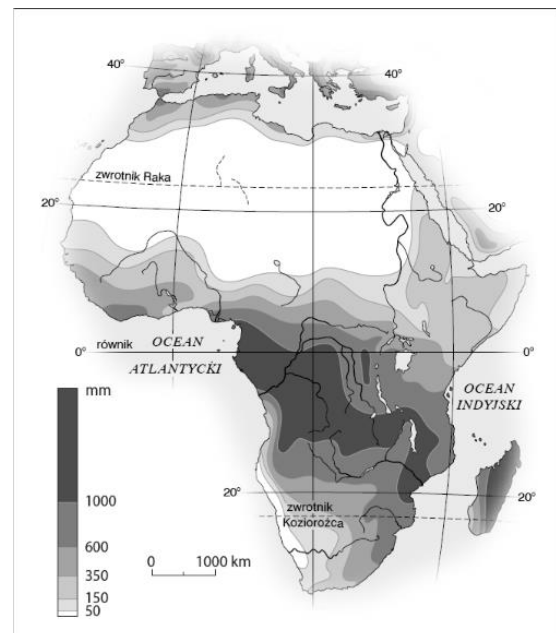 40°
40°
zwrotnik Raka
20°
20°
równik
OCEAN
ATLANTYCKI
0°
0°
OCEAN
INDYJSKI
mm
1000
600
350
150
50
20°
20°
zwrotnik
Koziorożca
0 1000 km